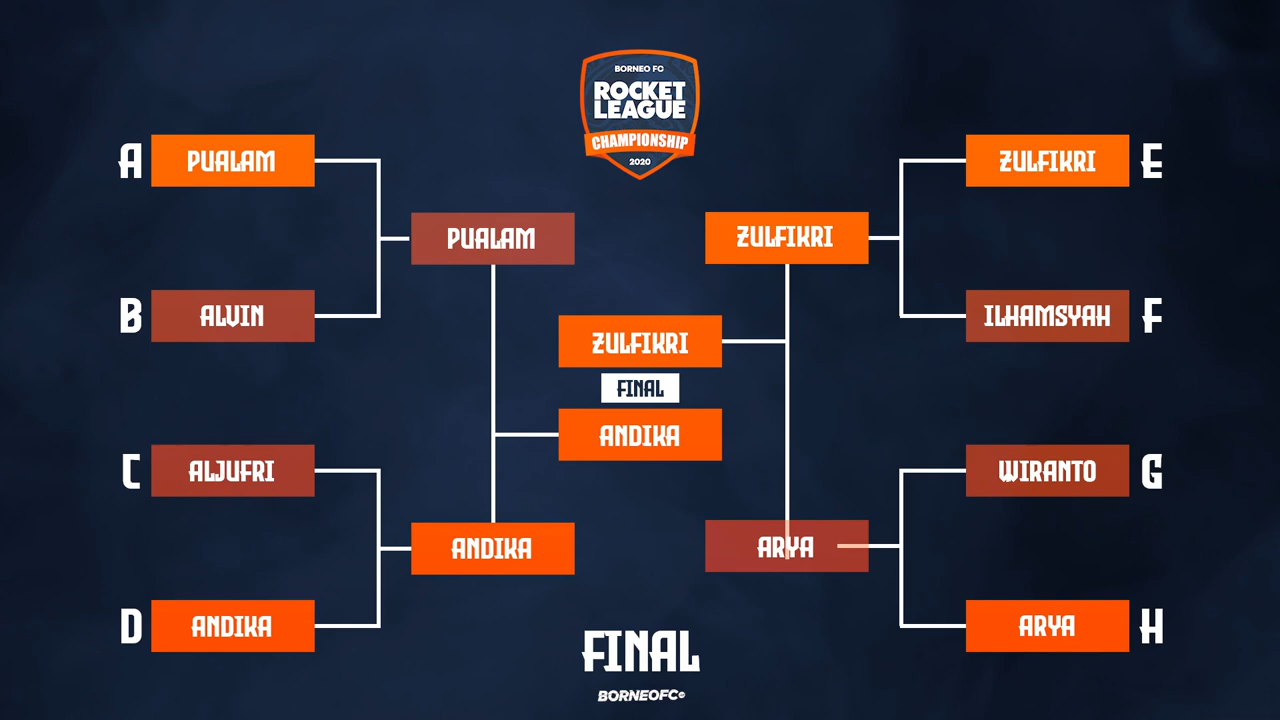 BORNEO FC
ROCKET
LEAGUE
CHAMPIONSHIP
2020
A PUALAM
B ALVIN
C ALJUFRI
D ANDIKA
PUALAM
ANDIKA
ZULFIKRI
FINAL
ANDIKA
ZULFIKRI
ARYA
ZULFIKRI E
ILHAMSYAH F
WIRANTO G
ARYA H
FINAL
BORNEOFC